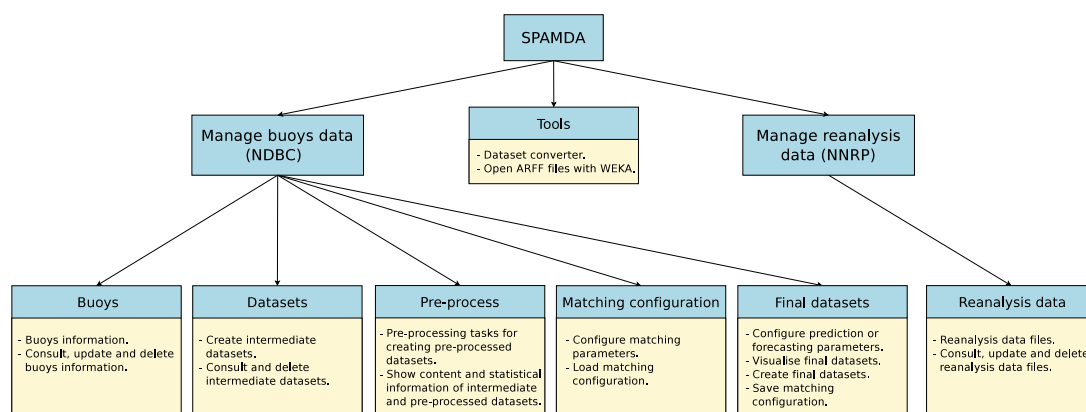 SPAMDA
Manage buoys data
(NDBC)
Tools
- Dataset converter.
- Open ARFF files with WEKA.
Manage reanalysis
data (NNRP)
Buoys
- Buoys information.
- Consult, update and delete
buoys information.
Datasets
- Create intermediate
datasets.
- Consult and delete
intermediate datasets.
Pre-process
- Pre-processing tasks for
creating pre-processed
datasets.
- Show content and statistical
information of intermediate
and pre-processed datasets.
Matching configuration
- Configure matching
parameters.
- Load matching
configuration.
Final datasets
- Configure prediction or
forecasting parameters.
- Visualise final datasets.
- Create final datasets.
- Save matching
configuration.
Reanalysis data
- Reanalysis data files.
- Consult, update and delete
reanalysis data files.